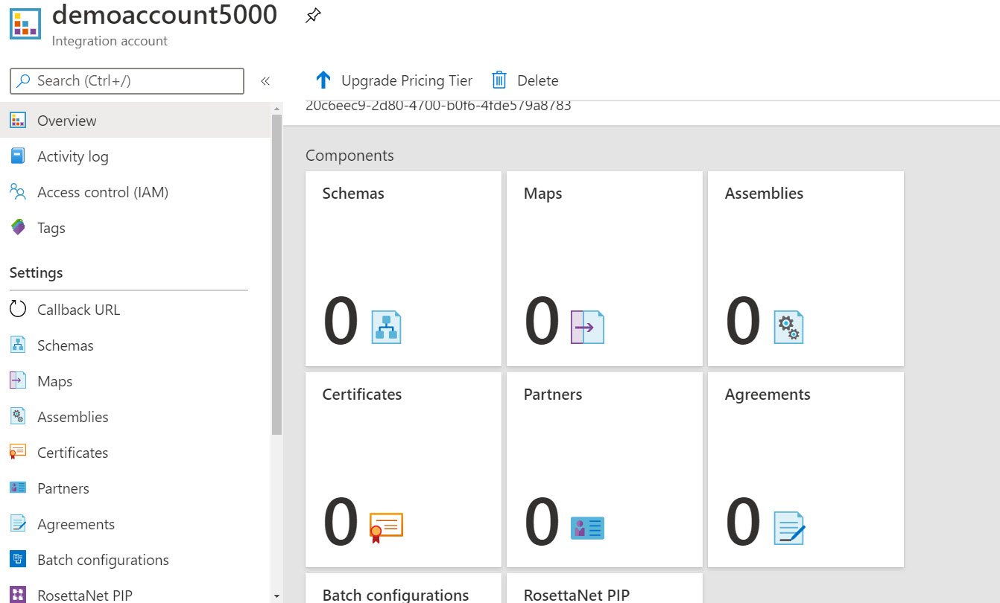 demoaccount5000
Integration account
Search (Ctrl+/)
«
Overview
Activity log
Access control (IAM)
Tags
Settings
Callback URL
Schemas
Maps
Assemblies
Certificates
Partners
Agreements
Batch configurations
RosettaNet PIP
Upgrade Pricing Tier
Delete
20c6eec9-2d80-4700-b0f6-4fde579a8783
Components
Schemas
0
Maps
0
Assemblies
0
Certificates
0
Partners
0
Agreements
0
Batch configurations
RosettaNet PIP